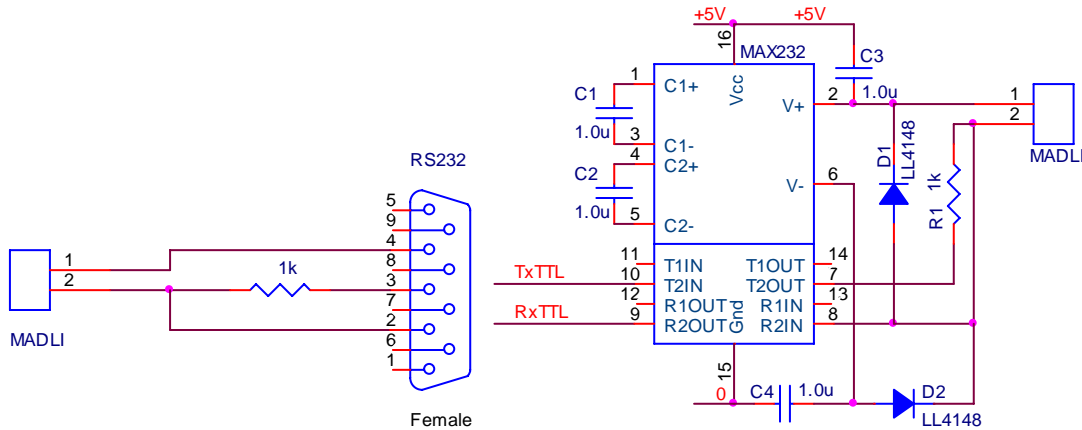 +5V
+5V
16
MAX232
C3
1
C1+
Vcc
2
V+
1.0u
1
C1
2
1.0u
3
C1-
MADLI
4
C2+
D1
LL4148
RS232
C2
6
V-
R1
1k
5
1.0u
5
C2-
9
4
11
T1IN
T1OUT
14
1
8
1k
TxTTL
10
T2IN
T2OUT
7
2
3
12
R1OUT
R1IN
13
7
RxTTL
9
R2OUT
Gnd
R2IN
8
MADLI
2
6
15
1
0
C4
1.0u
D2
Female
LL4148